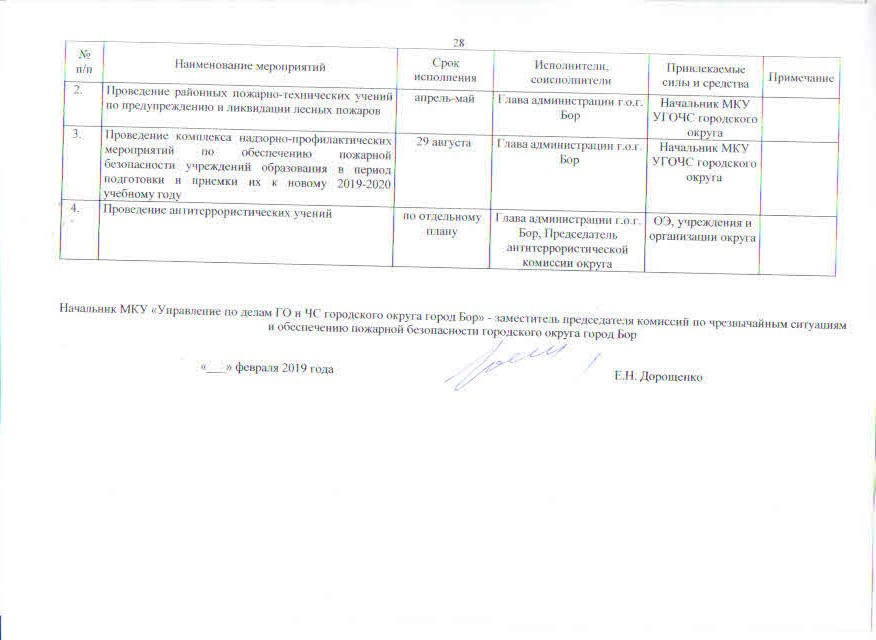 28
№ п/п
Наименование мероприятий
Срок исполнения
Исполнители, соисполнители
Привлекаемые силы и средства
Примечание
2.
Проведение районных пожарно-технических учений
по предупреждению и ликвидации лесных пожаров
апрель-май
Глава администрации г.о.г.
Бор
Начальник МКУ
УГОЧС городского
округа
3.
Проведение комплекса надзорно-профилактических
мероприятий по обеспечению пожарной
безопасности учреждений образования в период
подготовки и приемки их к новому 2019-2020
учебному году
29 августа
Глава администрации г.о.г.
Бор
Начальник МКУ
УГОЧС городского
округа
4.
Проведение антитеррористических учений
по отдельному
плану
Глава администрации г.о.г.
Бор, Председатель
антитеррористической
комиссии округа
ОЭ, учреждения и
организации округа
Начальник МКУ «Управление по делам ГО и ЧС городского округа город Бор» - заместитель председателя комиссий по чрезвычайным ситуациям
и обеспечению пожарной безопасности городского округа город Бор
«___» февраля 2019 года
Е.Н. Дорощенко